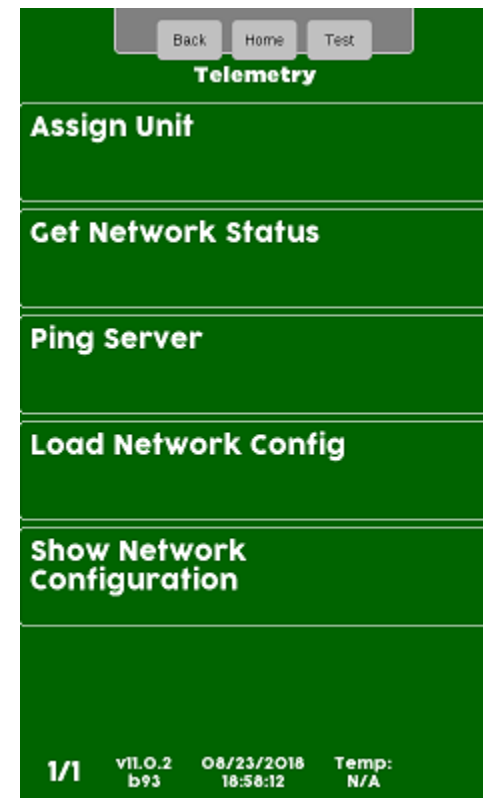 Back Home Test
Telemetry
Assign Unit
Get Network Status
Ping Server
Load Network Config
Show Network
Configuration
1/1 v11.0.2 08/23/2018 Temp:
b93 18:58:12 N/A